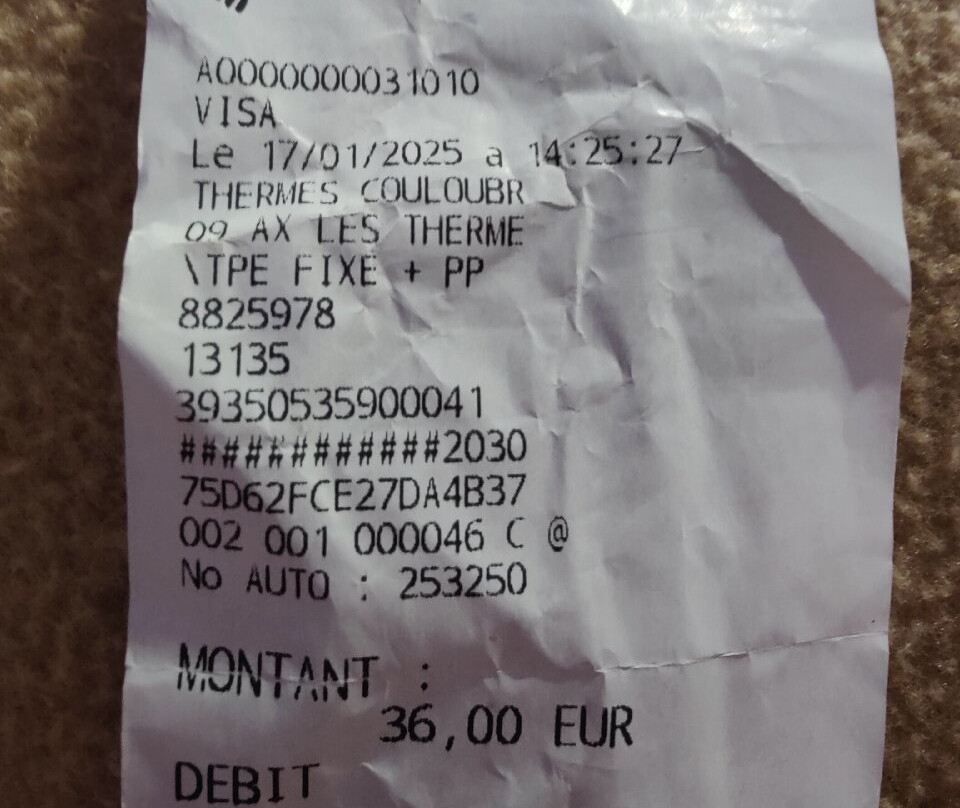 A0000000031010
VISA
Le 17/01/2025 a 14:25:27
THERMES COULOUBR
09 AX LES THERME
\TPE FIXE + PP
8825978
13135
39350535900041
############2030
75D62FCE27DA4B37
002 001 000046 C @
No AUTO : 253250
MONTANT :
36,00 EUR
DEBIT